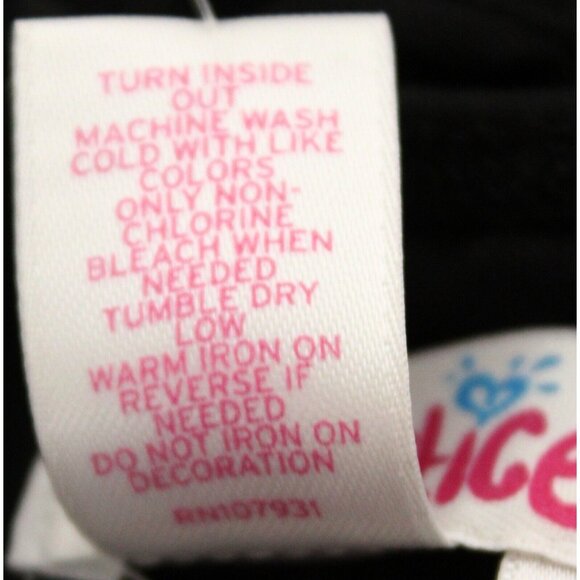 TURN INSIDE
OUT
MACHINE WASH
COLD WITH LIKE
COLORS
ONLY NON-
CHLORINE
BLEACH WHEN
NEEDED
TUMBLE DRY
LOW
WARM IRON ON
REVERSE IF
NEEDED
DO NOT IRON ON
DECORATION
RN107931
tice